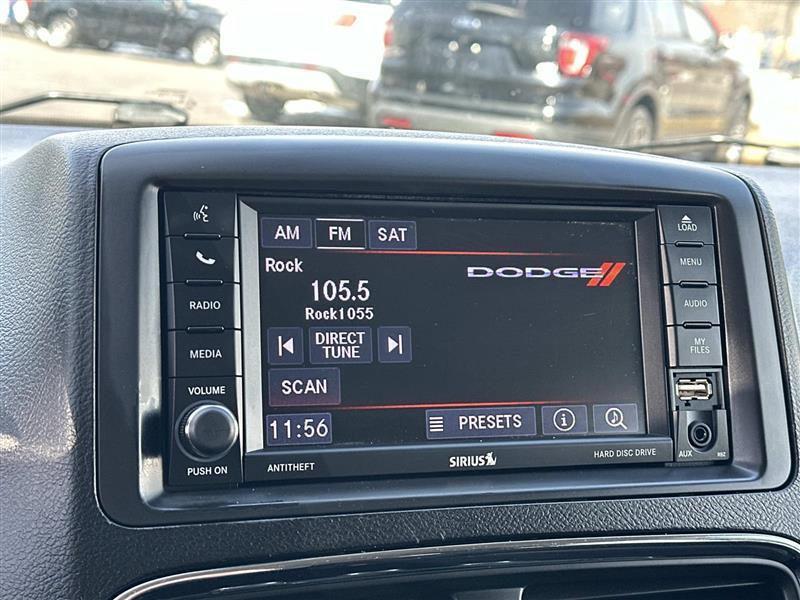 AM FM SAT
Rock
DODGE
105.5
Rock1055
DIRECT
TUNE
SCAN
11:56
PRESETS
RADIO
MEDIA
VOLUME
PUSH ON
ANTITHEFT
SIRIUS
HARD DISC DRIVE
LOAD
MENU
AUDIO
MY
FILES
AUX RBZ